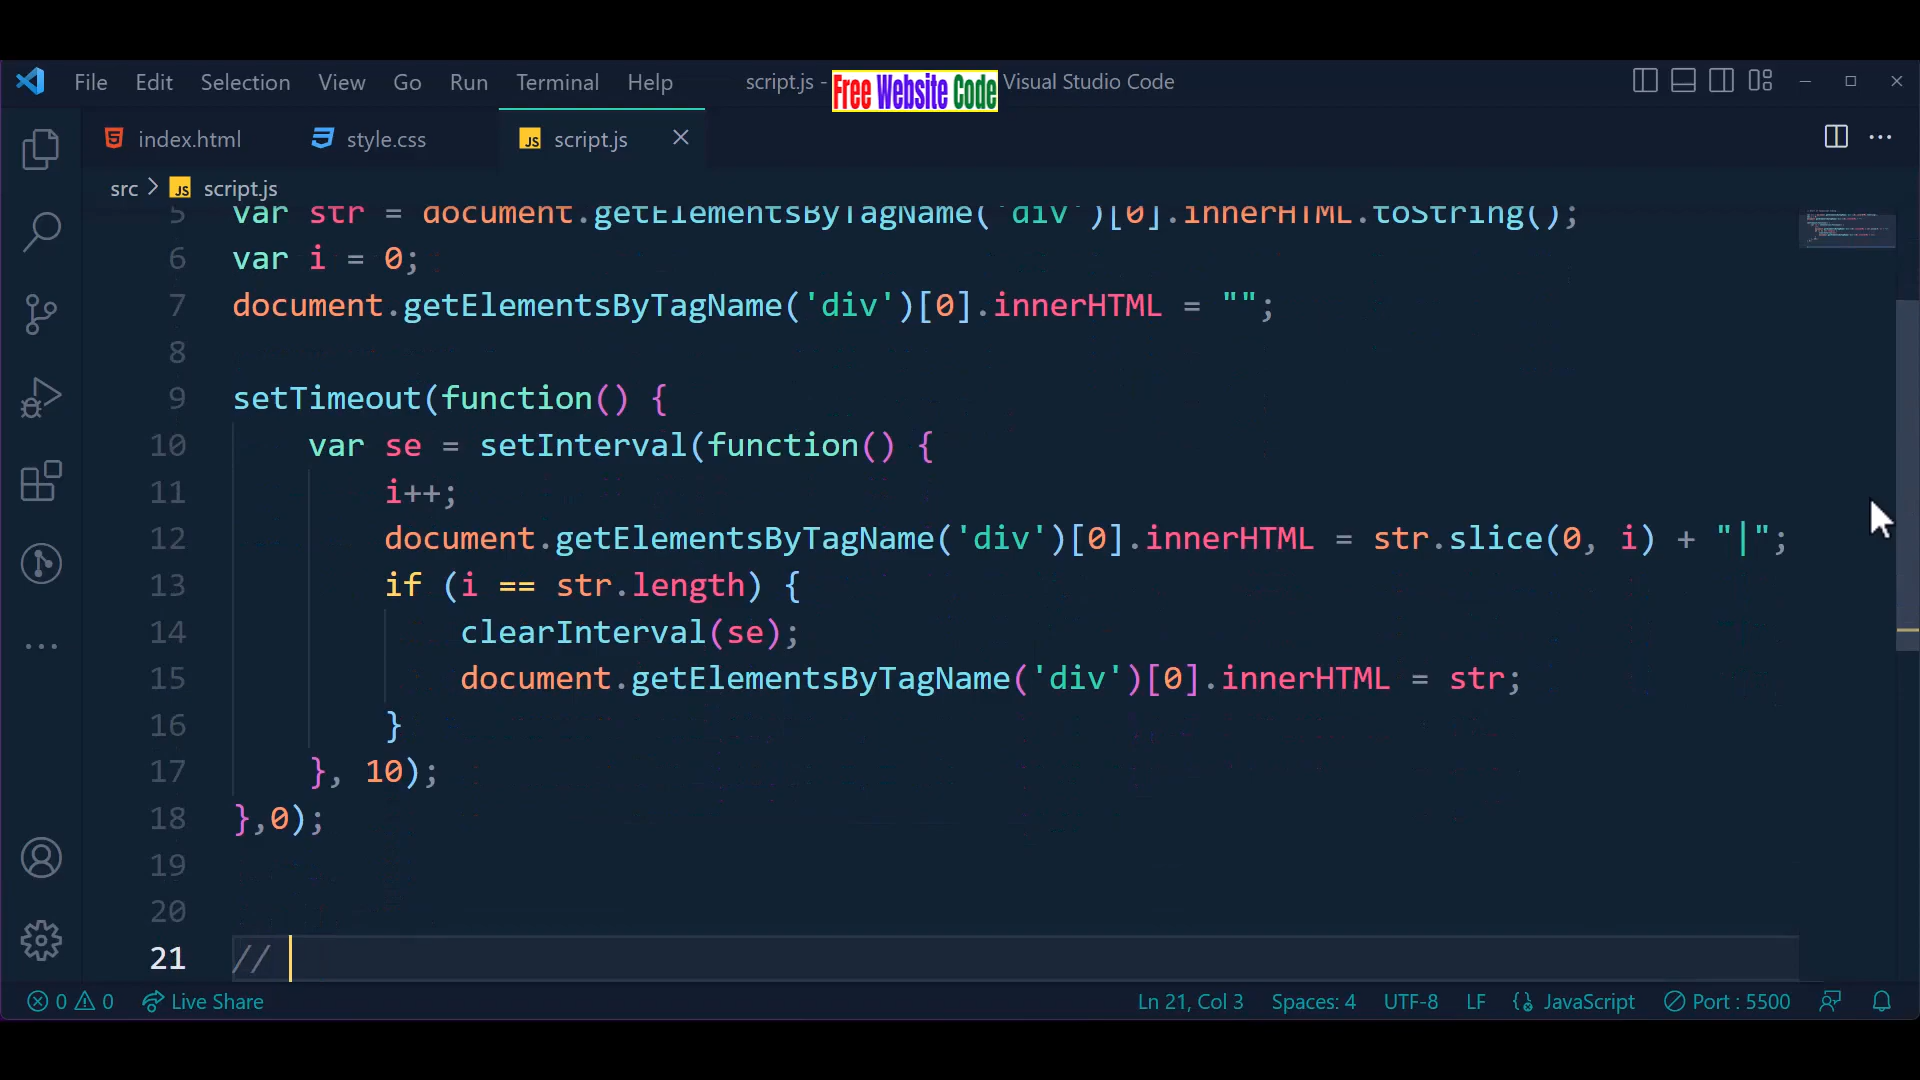 File Edit Selection View Go Run Terminal Help script.js - Free Website Code Visual Studio Code
index.html style.css JS script.js
src > JS script.js
5 var str = document.getElementsByTagName('div')[0].innerHTML.toString();
6 var i = 0;
7 document.getElementsByTagName('div')[0].innerHTML = "";
8
9 setTimeout(function() {
10 var se = setInterval(function() {
11 i++;
12 document.getElementsByTagName('div')[0].innerHTML = str.slice(0, i) + "|";
13 if (i == str.length) {
14 clearInterval(se);
15 document.getElementsByTagName('div')[0].innerHTML = str;
16 }
17 }, 10);
18 },0);
19
20
21 //
0 0 Live Share Ln 21, Col 3 Spaces: 4 UTF-8 LF {} JavaScript Port : 5500